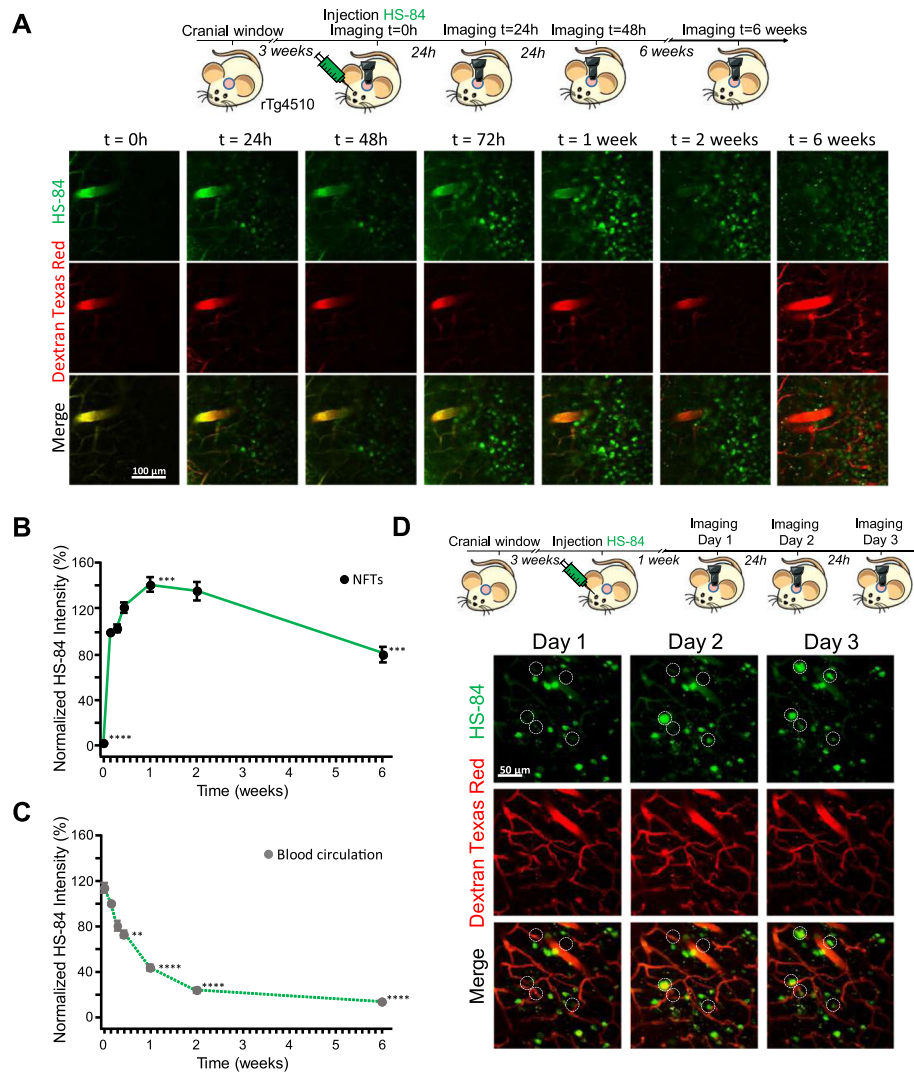 A
Cranial window
Injection HS-84
Imaging t=0h
Imaging t=24h
Imaging t=48h
Imaging t=6 weeks
3 weeks
24h
24h
6 weeks
rTg4510
t = 0h
t = 24h
t = 48h
t = 72h
t = 1 week
t = 2 weeks
t = 6 weeks
HS-84
Dextran Texas Red
Merge
100 µm
B
Normalized HS-84 Intensity (%)
160
120
80
40
0
NFTs
****
***
***
0
1
2
3
4
5
6
Time (weeks)
C
Normalized HS-84 Intensity (%)
160
120
80
40
0
Blood circulation
**
****
****
****
0
1
2
3
4
5
6
Time (weeks)
D
Cranial window
Injection HS-84
Imaging
Day 1
Imaging
Day 2
Imaging
Day 3
3 weeks
1 week
24h
24h
Day 1
Day 2
Day 3
HS-84
Dextran Texas Red
Merge
50 µm